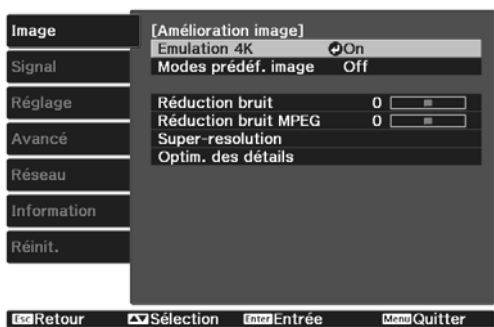 Image
Signal
Réglage
Avancé
Réseau
Information
Réinit.
[Amélioration image]
Emulation 4K On
Modes prédéf. image Off
Réduction bruit 0
Réduction bruit MPEG 0
Super-resolution
Optim. des détails
Esc Retour Sélection Enter Entrée Menu Quitter